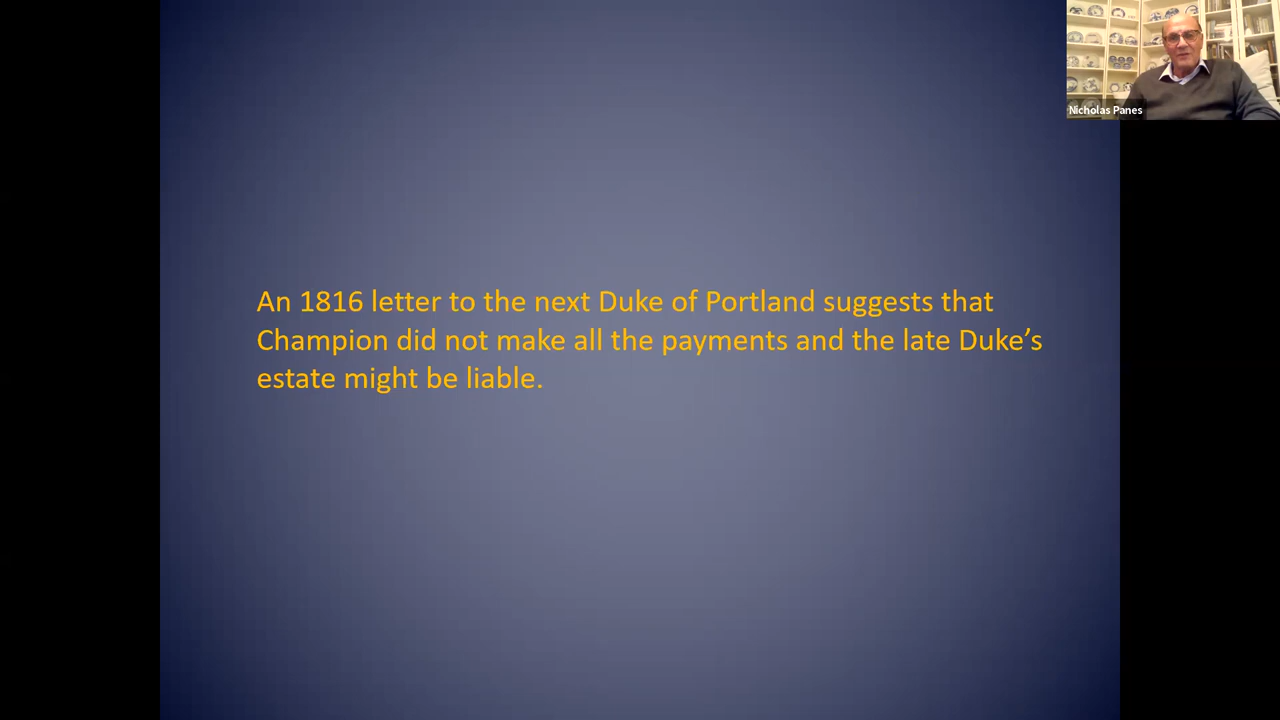 Nicholas Panes
An 1816 letter to the next Duke of Portland suggests that
Champion did not make all the payments and the late Duke’s
estate might be liable.